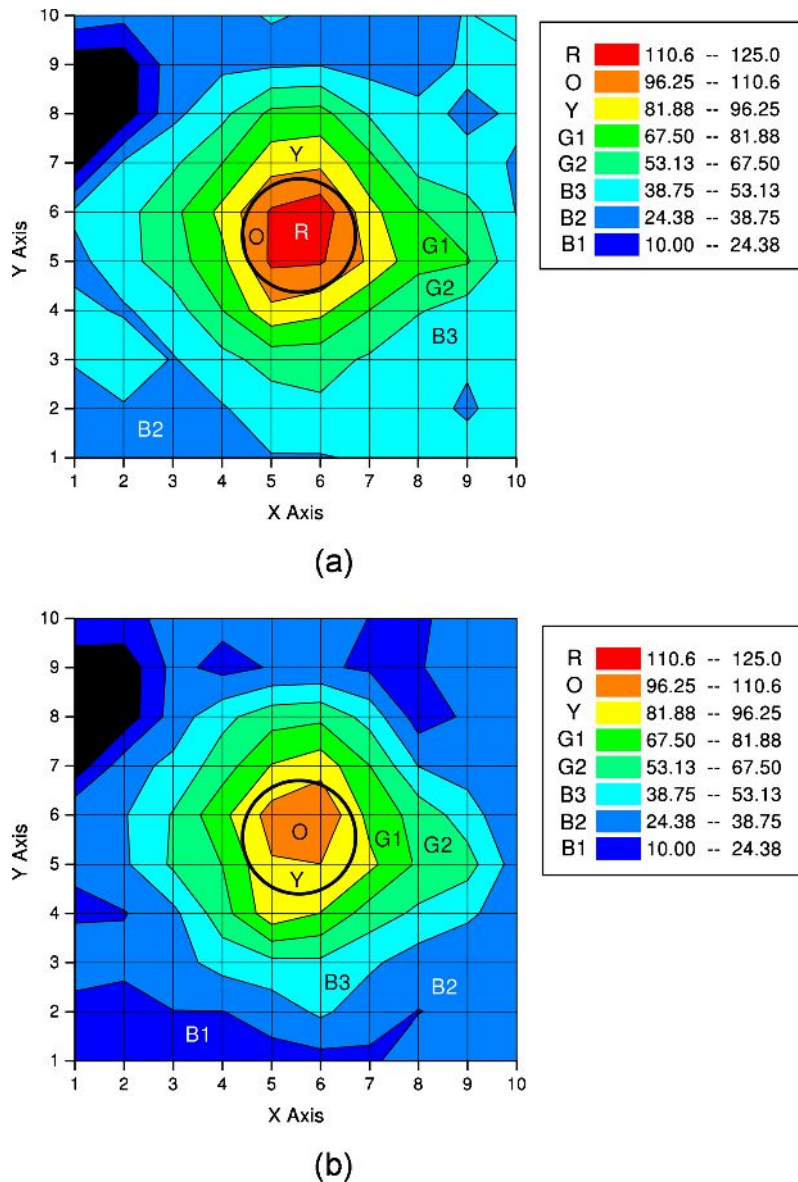 10
9
8
7
6
5
4
3
2
1
Y Axis
1 2 3 4 5 6 7 8 9 10
X Axis
Y
O R
G1
G2
B3
B2
R 110.6 -- 125.0
O 96.25 -- 110.6
Y 81.88 -- 96.25
G1 67.50 -- 81.88
G2 53.13 -- 67.50
B3 38.75 -- 53.13
B2 24.38 -- 38.75
B1 10.00 -- 24.38
(a)
10
9
8
7
6
5
4
3
2
1
Y Axis
1 2 3 4 5 6 7 8 9 10
X Axis
O G1 G2
Y
B3 B2
B1
R 110.6 -- 125.0
O 96.25 -- 110.6
Y 81.88 -- 96.25
G1 67.50 -- 81.88
G2 53.13 -- 67.50
B3 38.75 -- 53.13
B2 24.38 -- 38.75
B1 10.00 -- 24.38
(b)